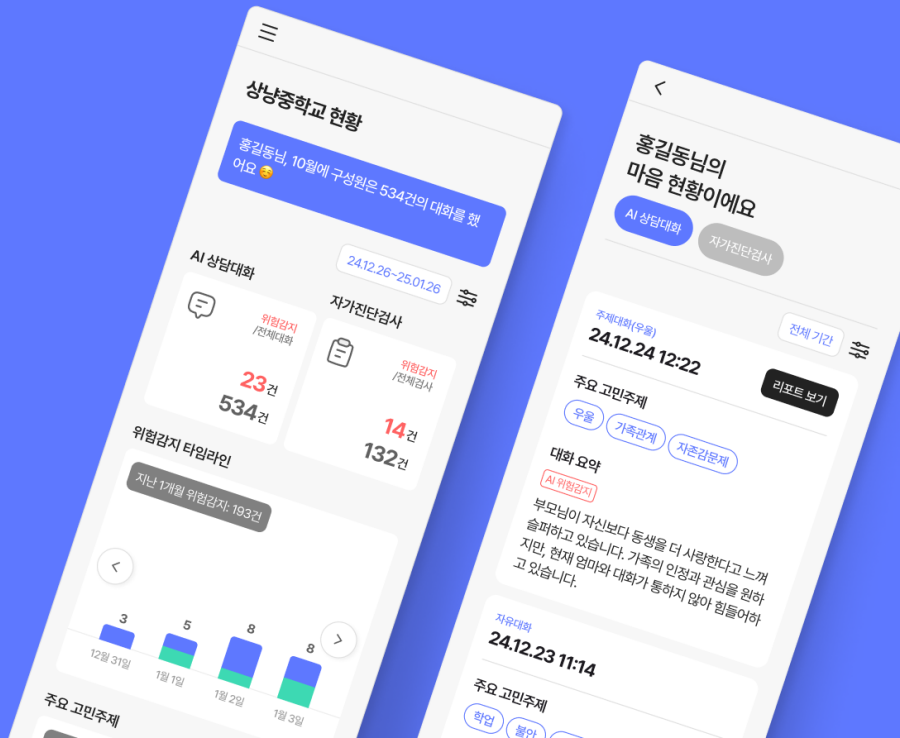 상냥중학교 현황
홍길동님, 10월에 구성원은 534건의 대화를 했
어요 ☺️
24.12.26~25.01.26
AI 상담대화
위험감지
/전체대화
23건
534건
자가진단검사
위험감지
/전체검사
14건
132건
위험감지 타임라인
지난 1개월 위험감지: 193건
3
5
8
8
12월 31일
1월 1일
1월 2일
1월 3일
주요 고민주제
홍길동님의
마음 현황이에요
AI 상담대화
자가진단검사
전체 기간
주제대화(우울)
24.12.24 12:22
리포트 보기
주요 고민주제
우울
가족관계
자존감문제
대화 요약
AI 위험감지
부모님이 자신보다 동생을 더 사랑한다고 느껴
슬퍼하고 있습니다. 가족의 인정과 관심을 원하
지만, 현재 엄마와 대화가 통하지 않아 힘들어하
고 있습니다.
자유대화
24.12.23 11:14
주요 고민주제
학업
불안